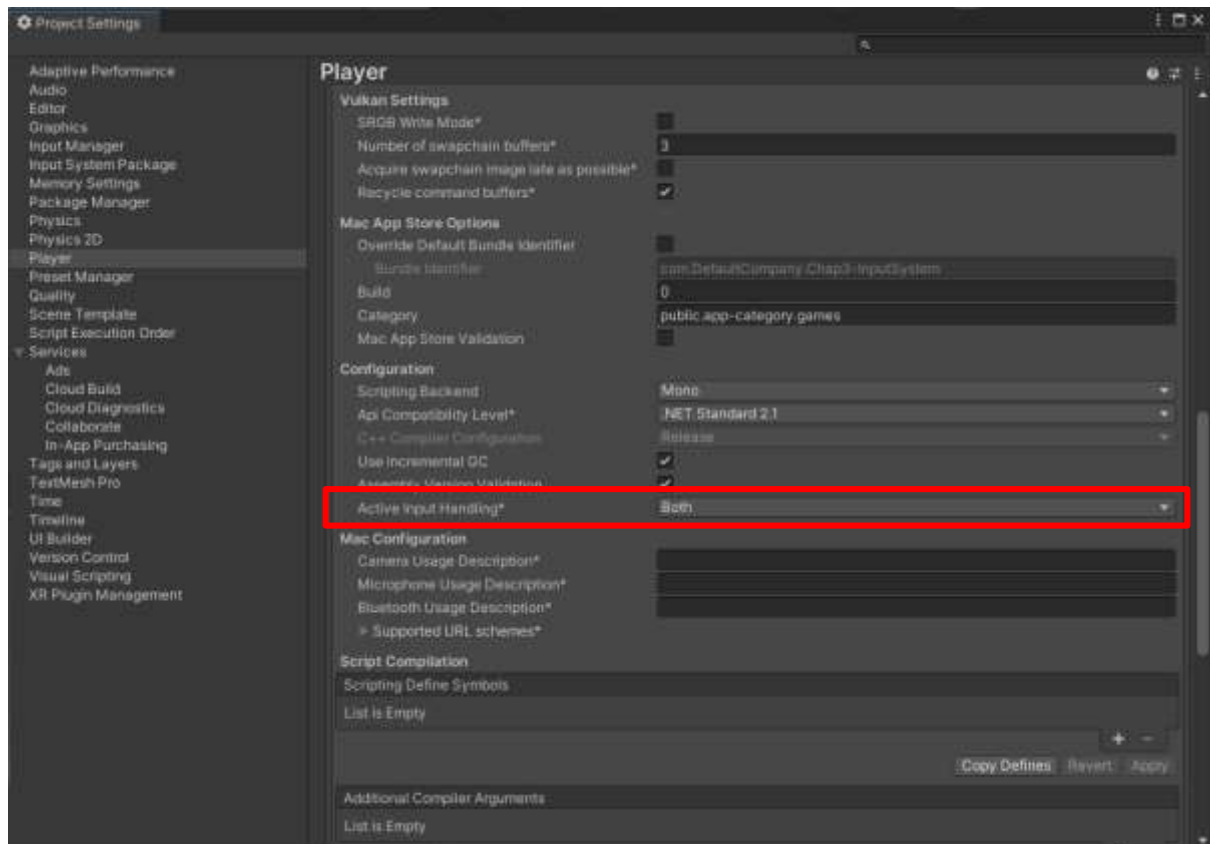 Project Settings
Adaptive Performance
Audio
Editor
Graphics
Input Manager
Input System Package
Memory Settings
Package Manager
Physics
Physics 2D
Player
Preset Manager
Quality
Scene Template
Script Execution Order
Services
Ads
Cloud Build
Cloud Diagnostics
Collaborate
In-App Purchasing
Tags and Layers
TextMesh Pro
Time
Timeline
UI Builder
Version Control
Visual Scripting
XR Plugin Management
Player
Vulkan Settings
SRGB Write Mode*
Number of swapchain buffers* 3
Acquire swapchain image late as possible*
Recycle command buffers*
Mac App Store Options
Override Default Bundle Identifier
Bundle Identifier com.DefaultCompany.Chap3-InputSystem
Build 0
Category public.app-category.games
Mac App Store Validation
Configuration
Scripting Backend Mono
Api Compatibility Level* .NET Standard 2.1
C++ Compiler Configuration Release
Use Incremental GC
Assembly Version Validation
Active Input Handling* Both
Mac Configuration
Camera Usage Description*
Microphone Usage Description*
Bluetooth Usage Description*
Supported URL schemes*
Script Compilation
Scripting Define Symbols
List is Empty
Copy Defines Revert Apply
Additional Compiler Arguments
List is Empty